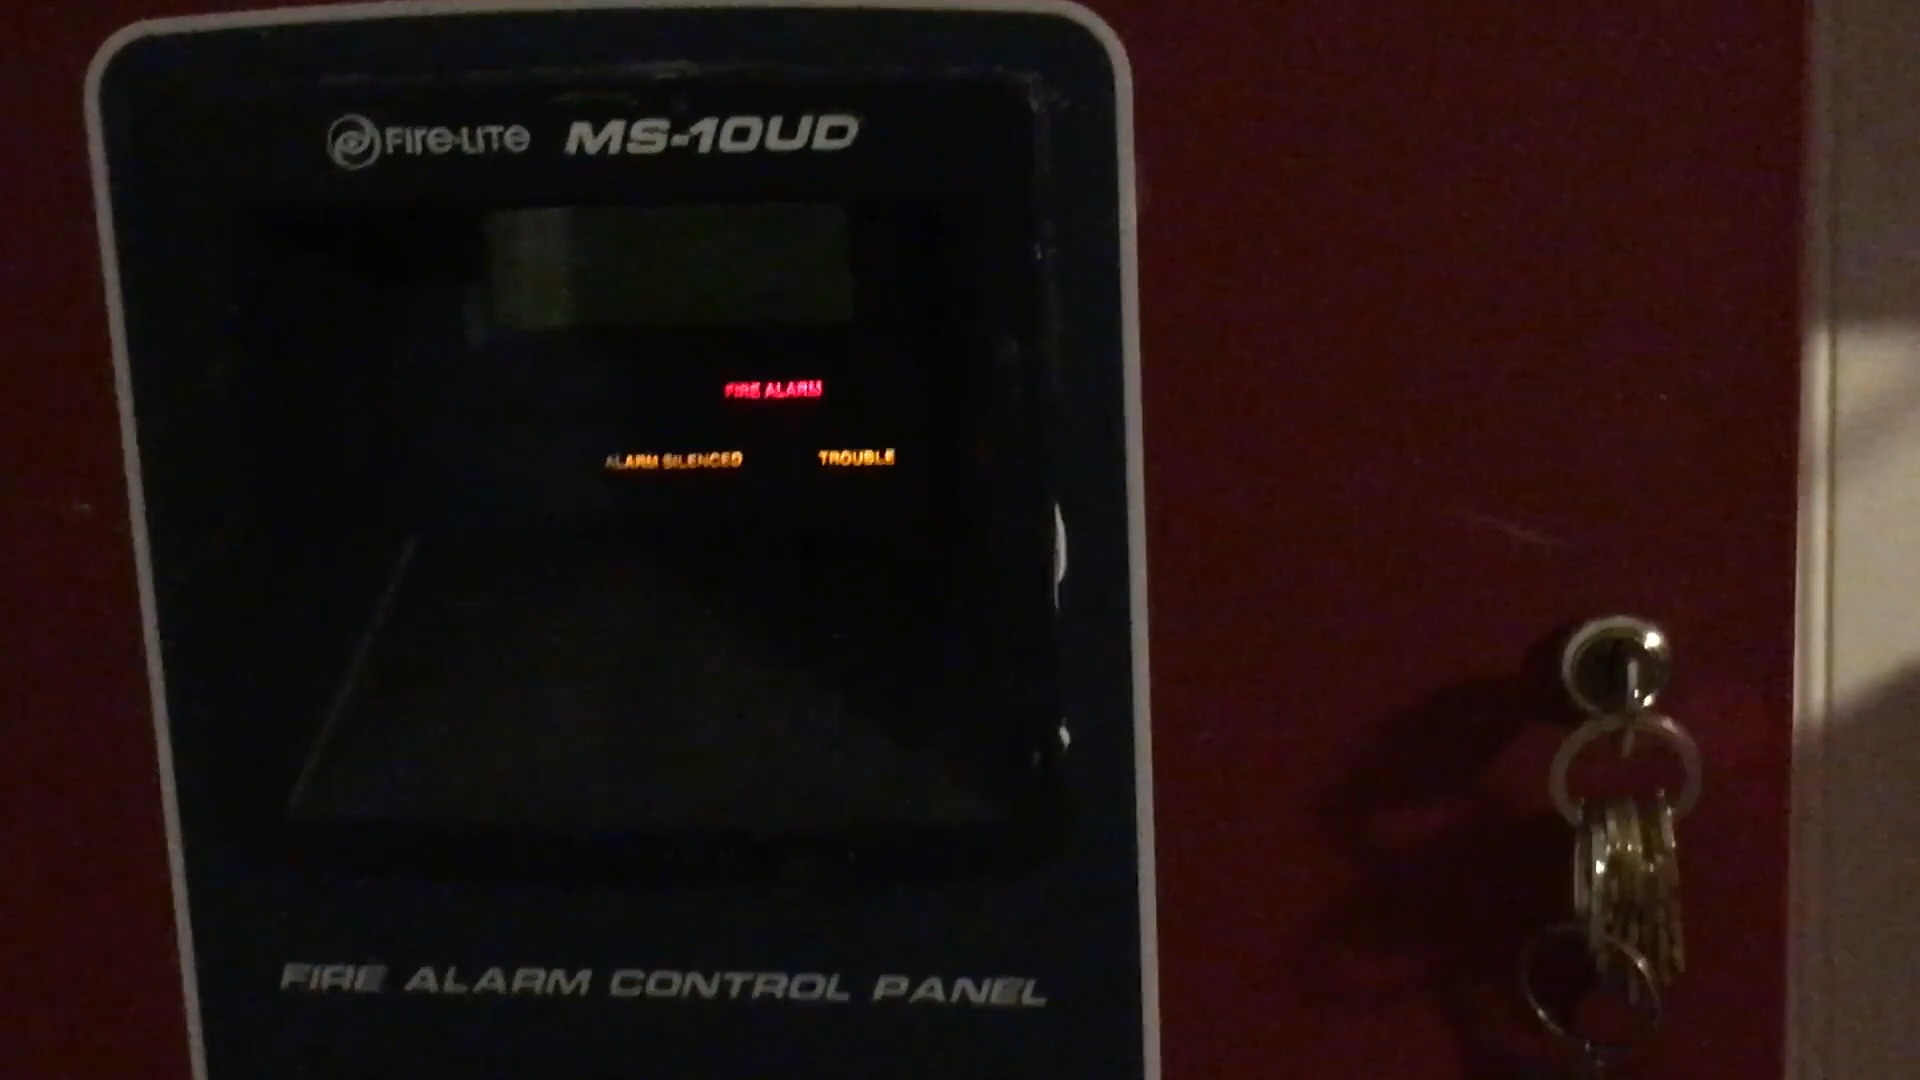 FIRE-LITE MS-10UD
FIRE ALARM
ALARM SILENCED TROUBLE
FIRE ALARM CONTROL PANEL